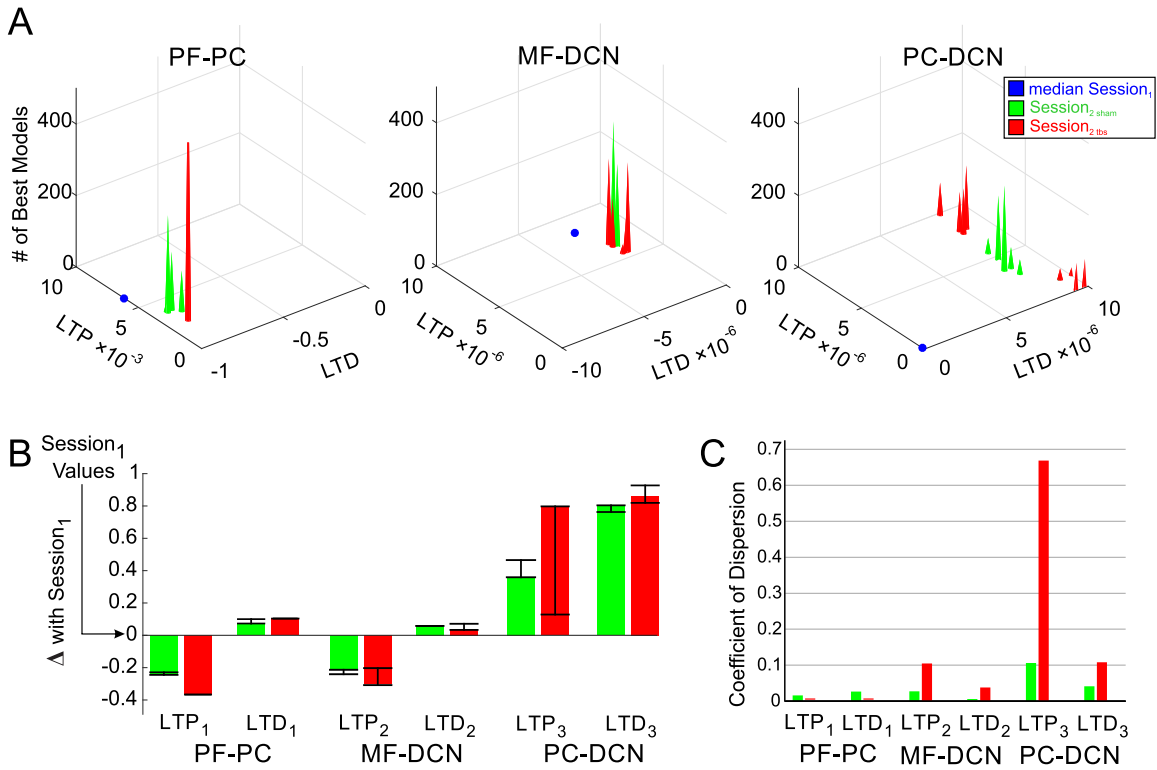 A
PF-PC
MF-DCN
PC-DCN
median Session1
Session2 sham
Session2 tbs
# of Best Models
400
200
0
10
5
0
LTP ×10-3
-1
-0.5
0
LTD
400
200
0
10
5
0
LTP ×10-6
-10
-5
0
LTD ×10-6
400
200
0
10
5
0
LTP ×10-6
0
5
10
LTD ×10-6
B
Session1
Values
Δ with Session1
1
0.8
0.6
0.4
0.2
0
-0.2
-0.4
LTP1 LTD1 LTP2 LTD2 LTP3 LTD3
PF-PC MF-DCN PC-DCN
C
Coefficient of Dispersion
0.7
0.6
0.5
0.4
0.3
0.2
0.1
0
LTP1 LTD1 LTP2 LTD2 LTP3 LTD3
PF-PC MF-DCN PC-DCN